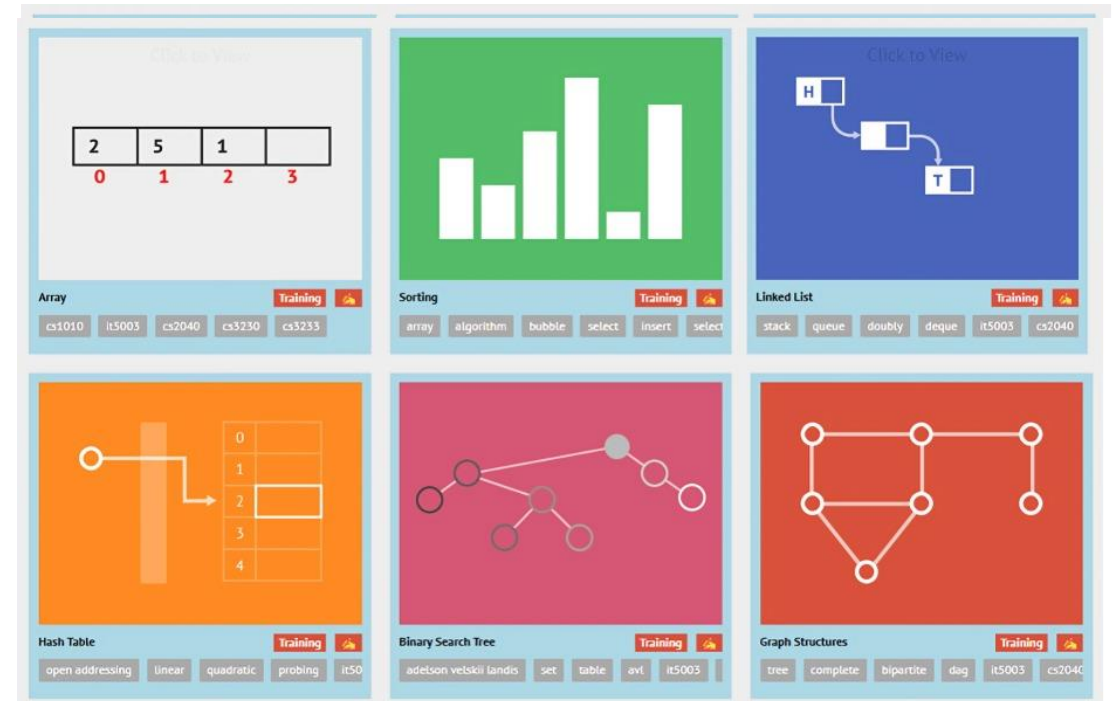 Click to View
2 5 1
0 1 2 3
Array Training
cs1010 it5003 cs2040 cs3230 cs3233
Sorting Training
array algorithm bubble select insert select
Click to View
H
T
Linked List Training
stack queue doubly deque it5003 cs2040
0
1
2
3
4
Hash Table Training
open addressing linear quadratic probing it50
Binary Search Tree Training
adelson velskii landis set table avl it5003
Graph Structures Training
tree complete bipartite dag it5003 cs2040